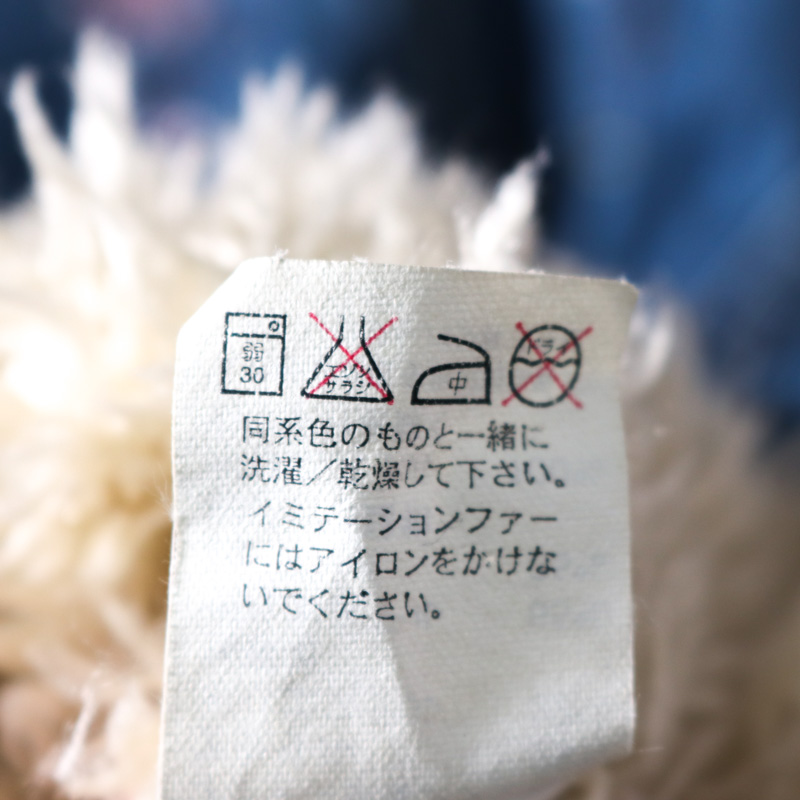 弱 30
エンソ サラシ
中
ドライ
同系色のものと一緒に
洗濯／乾燥して下さい。
イミテーションファー
にはアイロンをかけな
いでください。